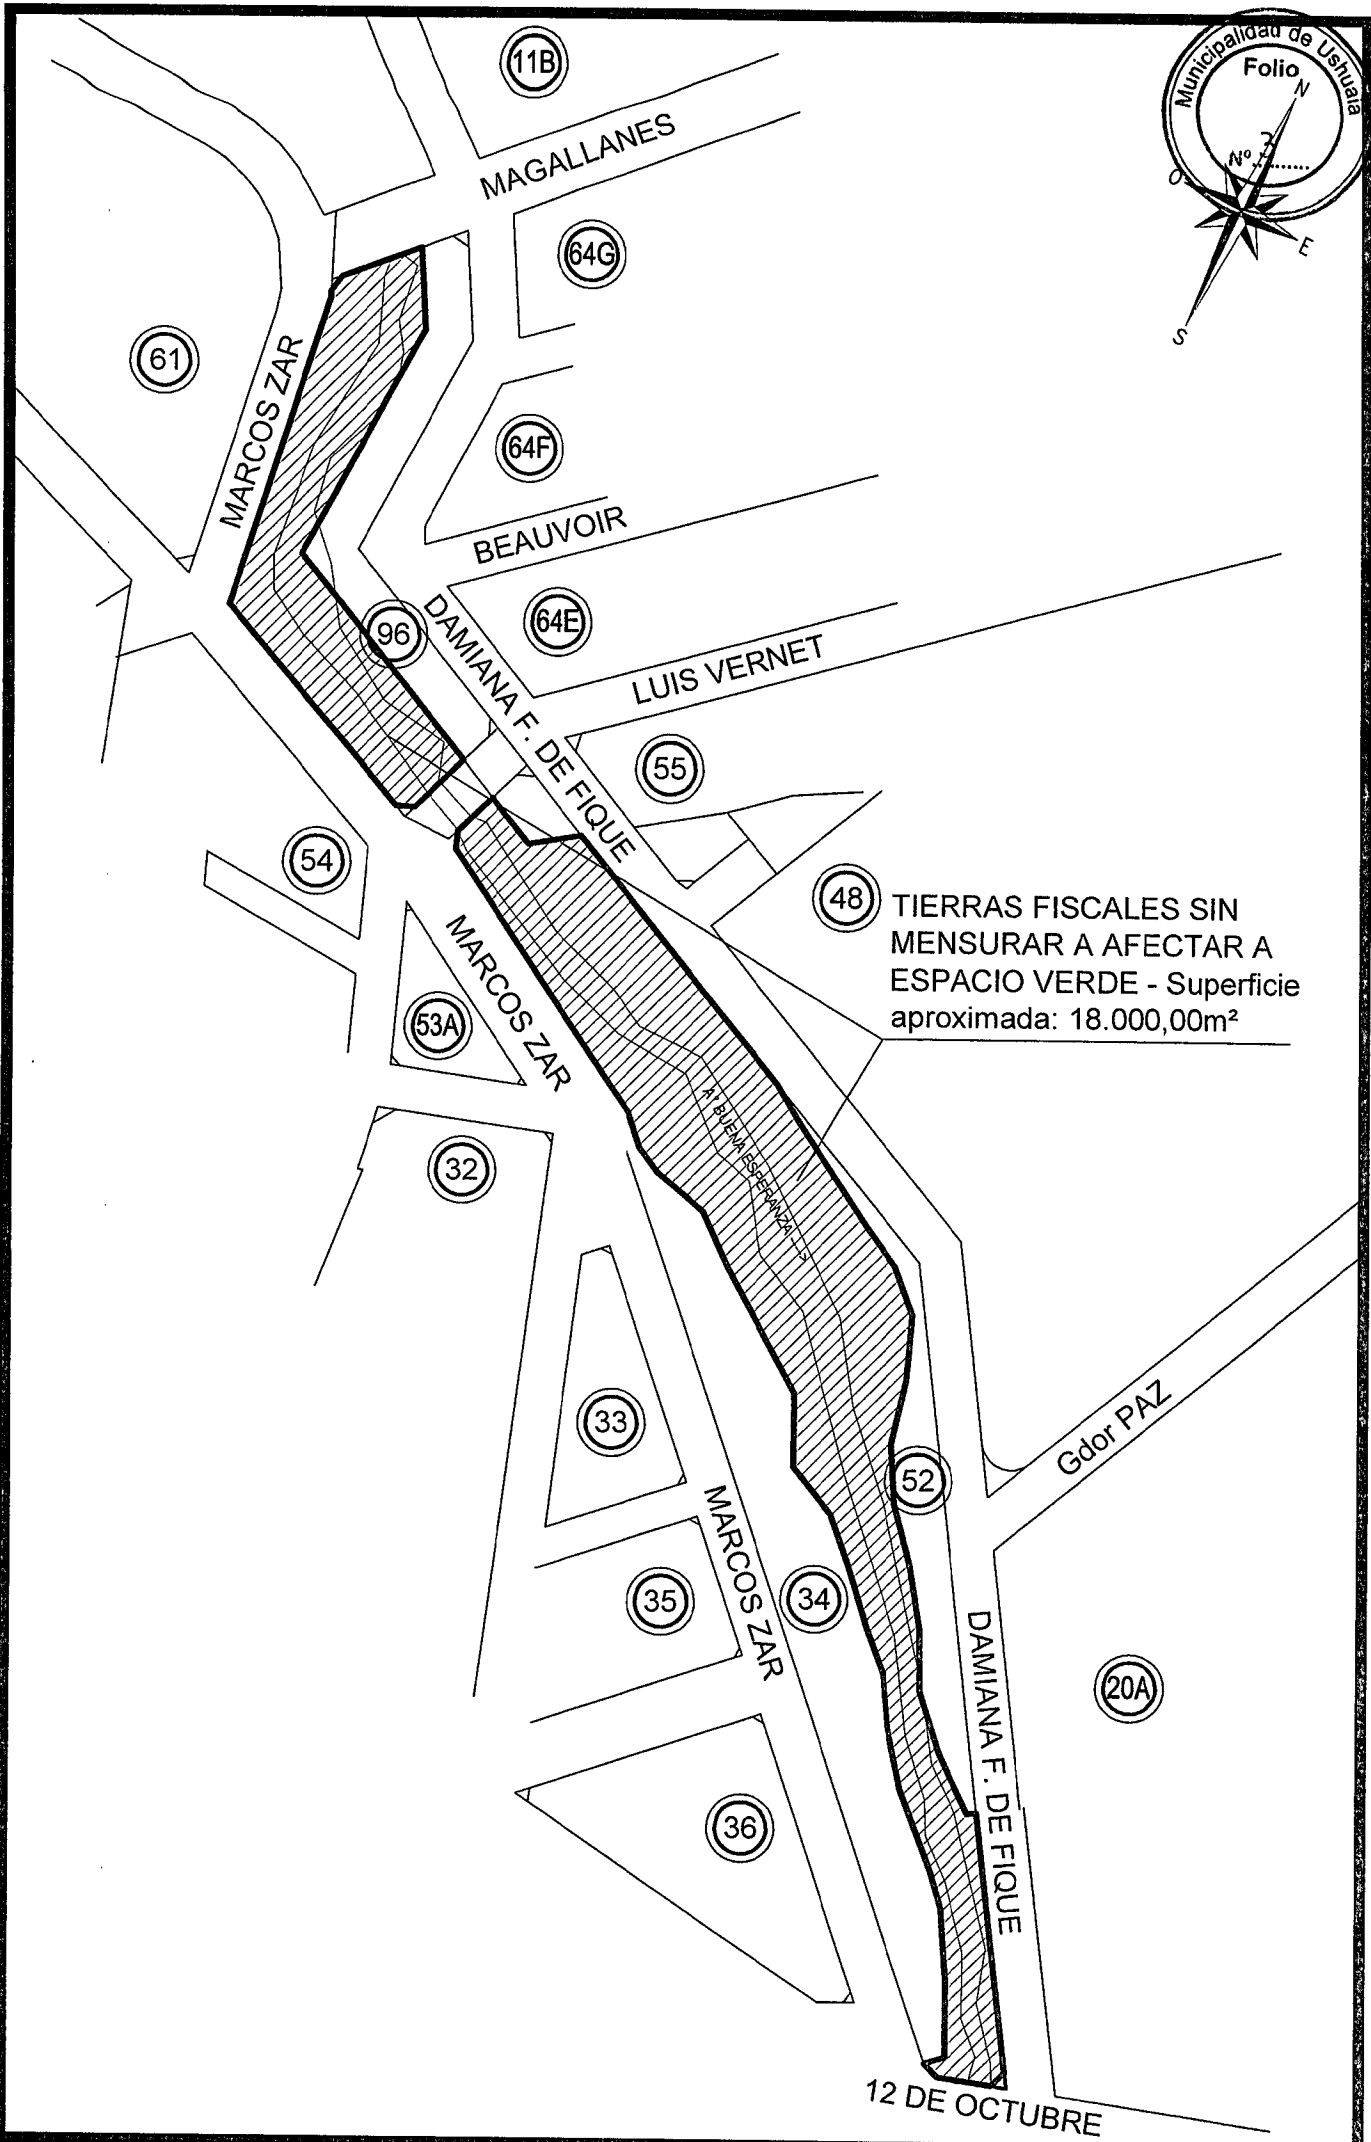 11B
Municipalidad de Ushuaia
Folio
N
Nº 3
O
E
S
MAGALLANES
64G
61
MARCOS ZAR
64F
BEAUVOIR
96
DAMIANA F. DE FIQUE
64E
LUIS VERNET
55
54
48
TIERRAS FISCALES SIN
MENSURAR A AFECTAR A
ESPACIO VERDE - Superficie
aproximada: 18.000,00m²
MARCOS ZAR
53A
Aº BUENA ESPERANZA
32
33
Gdor PAZ
52
MARCOS ZAR
35
34
DAMIANA F. DE FIQUE
20A
36
12 DE OCTUBRE